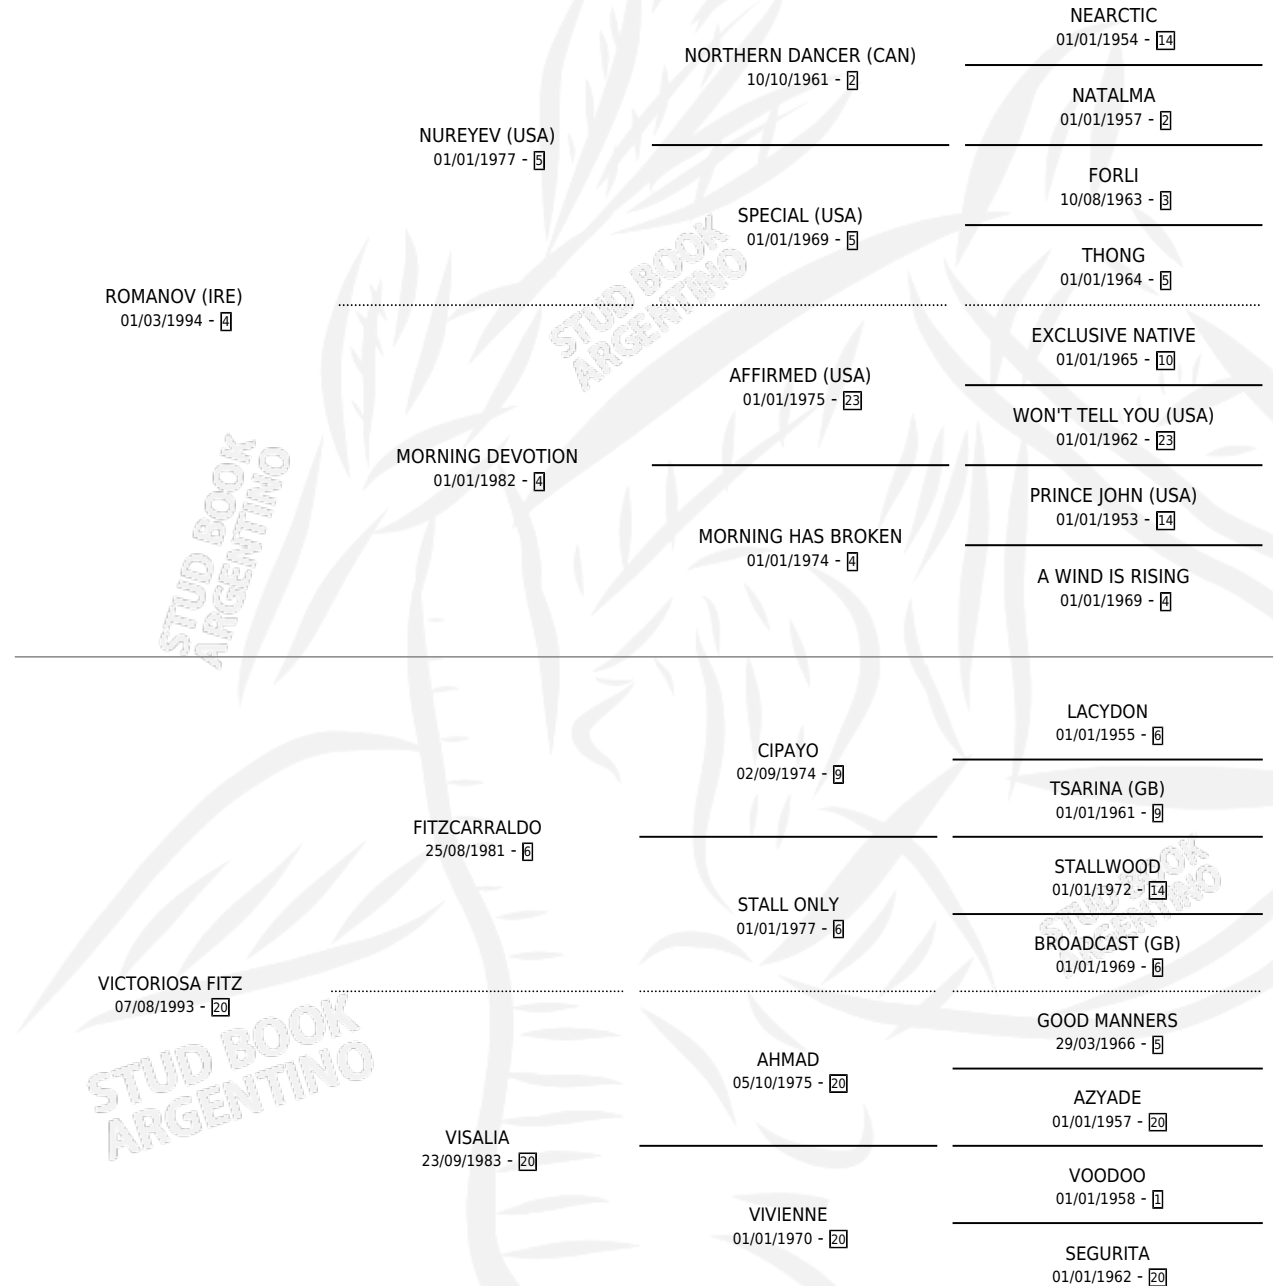 NEARCTIC
01/01/1954 - 14
NORTHERN DANCER (CAN)
10/10/1961 - 2
NATALMA
01/01/1957 - 2
NUREYEV (USA)
01/01/1977 - 5
FORLI
10/08/1963 - 3
SPECIAL (USA)
01/01/1969 - 5
THONG
01/01/1964 - 5
ROMANOV (IRE)
01/03/1994 - 4
EXCLUSIVE NATIVE
01/01/1965 - 10
AFFIRMED (USA)
01/01/1975 - 23
WON'T TELL YOU (USA)
01/01/1962 - 23
MORNING DEVOTION
01/01/1982 - 4
PRINCE JOHN (USA)
01/01/1953 - 14
MORNING HAS BROKEN
01/01/1974 - 4
A WIND IS RISING
01/01/1969 - 4
LACYDON
01/01/1955 - 6
CIPAYO
02/09/1974 - 9
TSARINA (GB)
01/01/1961 - 9
FITZCARRALDO
25/08/1981 - 6
STALLWOOD
01/01/1972 - 14
STALL ONLY
01/01/1977 - 6
BROADCAST (GB)
01/01/1969 - 6
VICTORIOSA FITZ
07/08/1993 - 20
GOOD MANNERS
29/03/1966 - 5
AHMAD
05/10/1975 - 20
AZYADE
01/01/1957 - 20
VISALIA
23/09/1983 - 20
VOODOO
01/01/1958 - 1
VIVIENNE
01/01/1970 - 20
SEGURITA
01/01/1962 - 20
STUD BOOK
ARGENTINO
STUD BOOK
ARGENTINO
STUD BOOK
ARGENTINO
STUD BOOK
ARGENTINO